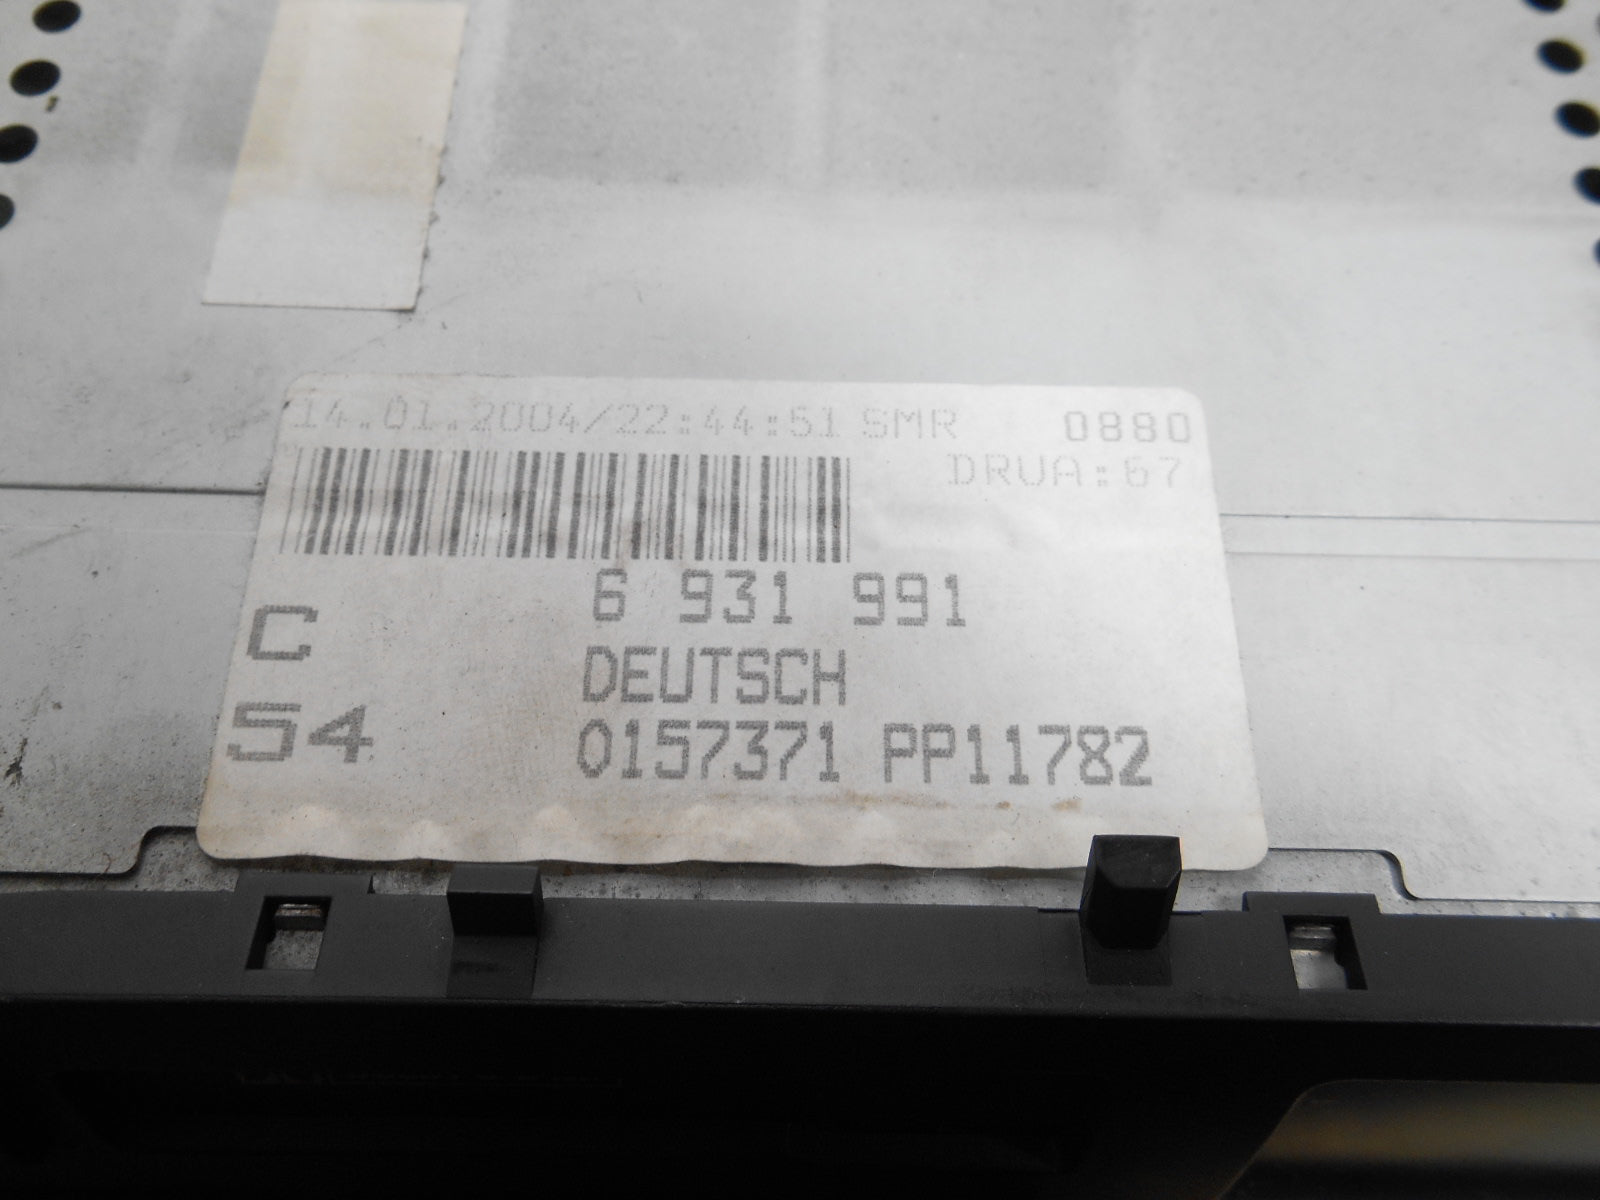 14.01.2004/22:44:51 SMR 0880
DRUA:67
6 931 991
C
DEUTSCH
54
0157371 PP11782